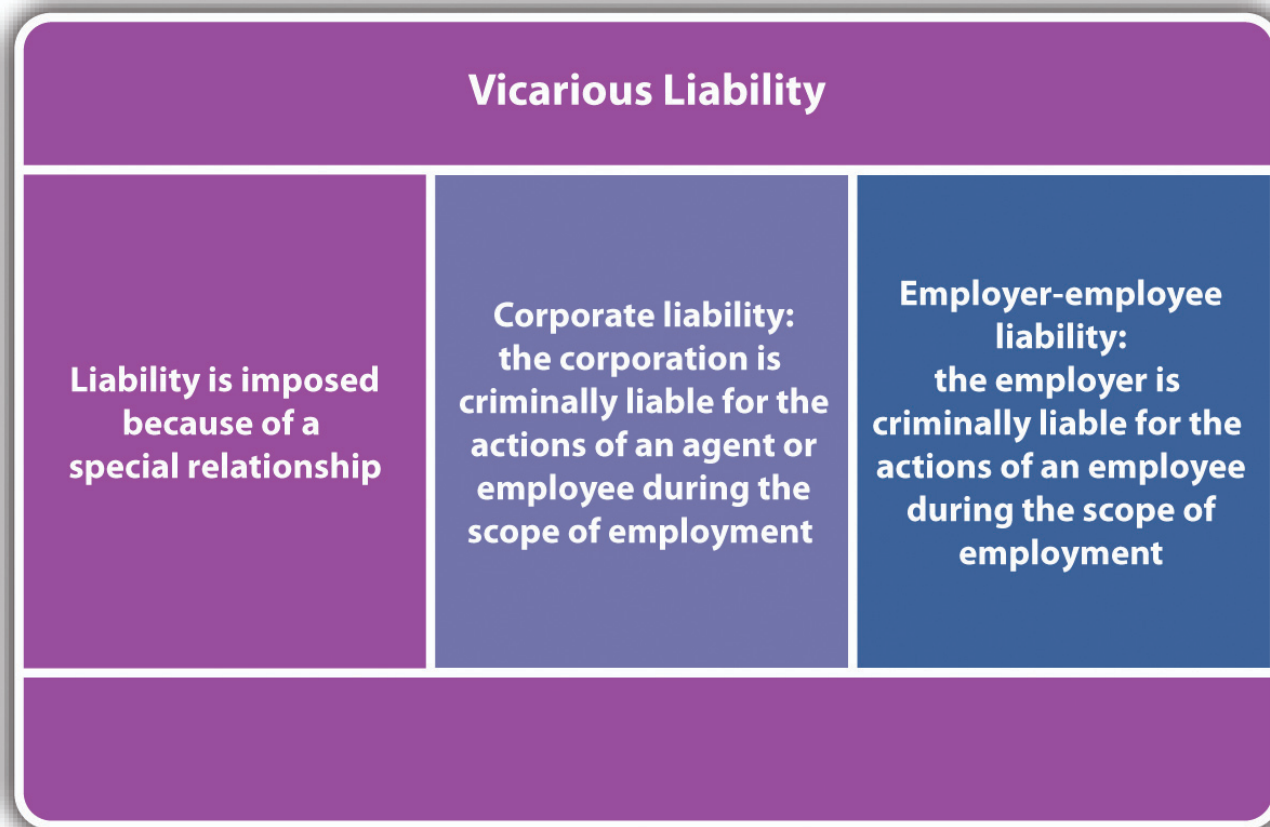 Vicarious Liability
Liability is imposed
because of a
special relationship
Corporate liability:
the corporation is
criminally liable for the
actions of an agent or
employee during the
scope of employment
Employer-employee
liability:
the employer is
criminally liable for the
actions of an employee
during the scope of
employment